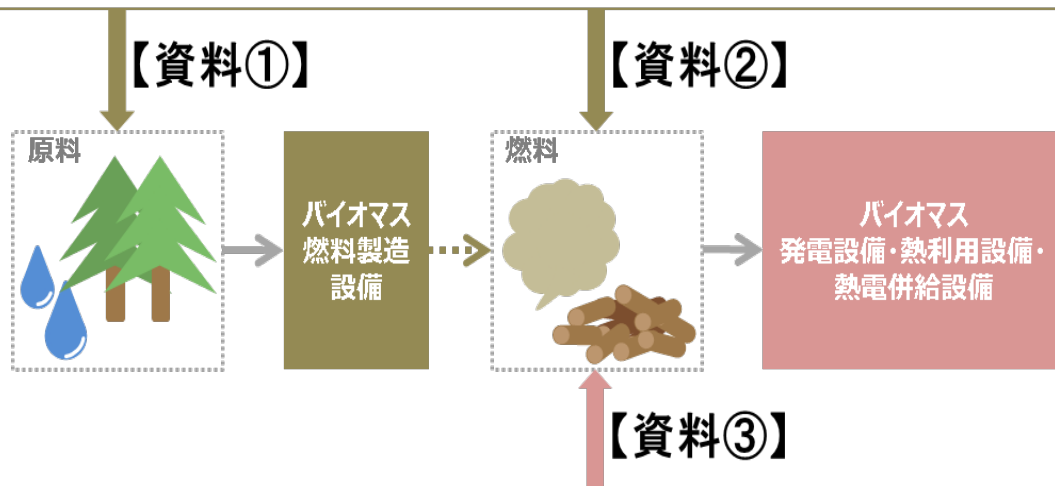 【資料①】
【資料②】
原料
バイオマス
燃料製造
設備
燃料
バイオマス
発電設備・熱利用設備・
熱電併給設備
【資料③】